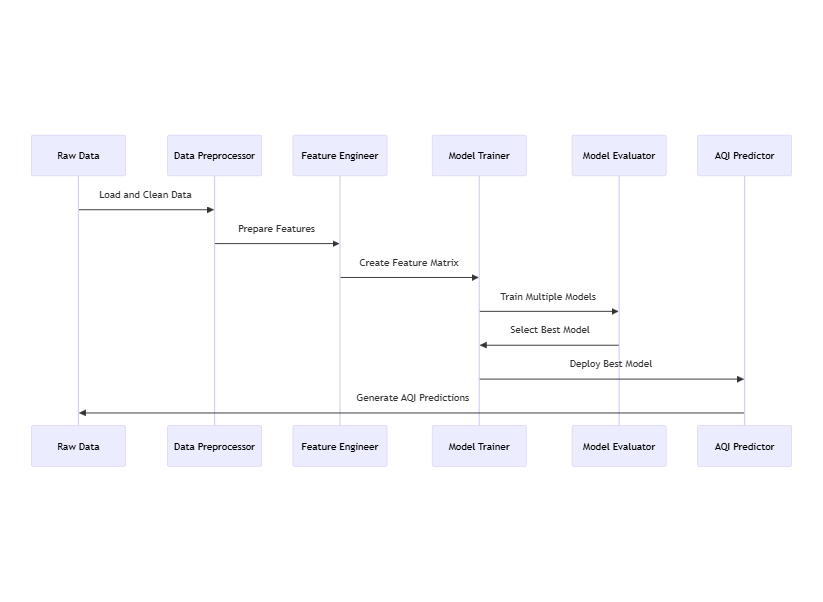 Raw Data
Data Preprocessor
Feature Engineer
Model Trainer
Model Evaluator
AQI Predictor
Load and Clean Data
Prepare Features
Create Feature Matrix
Train Multiple Models
Select Best Model
Deploy Best Model
Generate AQI Predictions
Raw Data
Data Preprocessor
Feature Engineer
Model Trainer
Model Evaluator
AQI Predictor